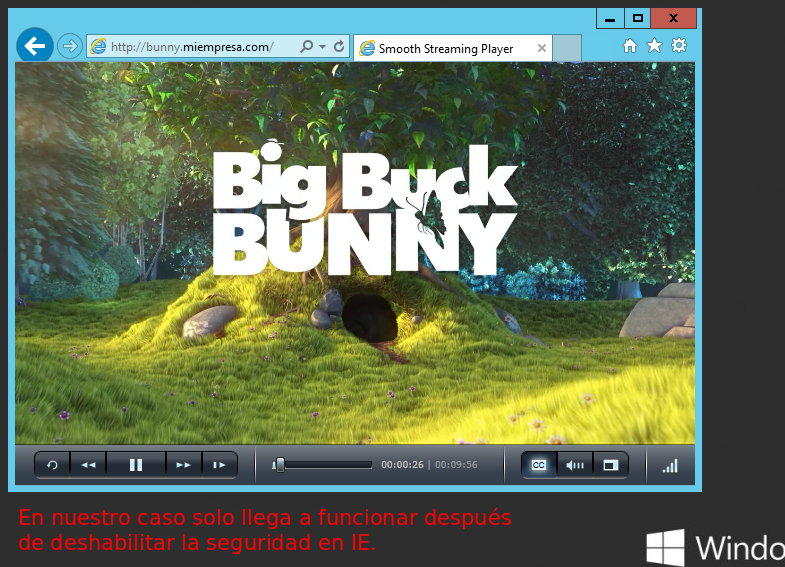 http://bunny.miempresa.com/
Smooth Streaming Player
Big Buck
BUNNY
00:00:26 | 00:09:56
CC
En nuestro caso solo llega a funcionar después
de deshabilitar la seguridad en IE.
Windo